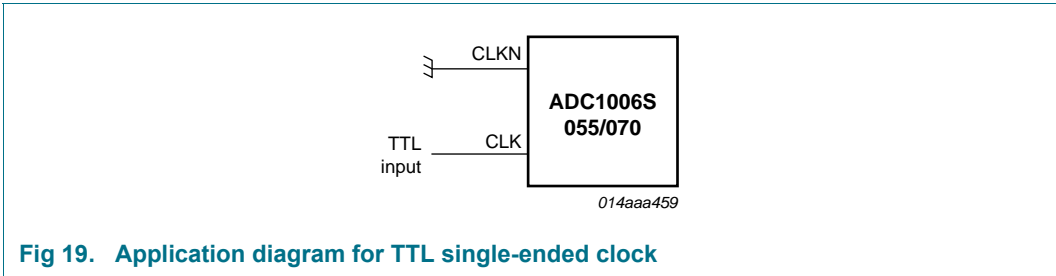 CLKN
ADC1006S
055/070
TTL
input
CLK
014aaa459
Fig 19. Application diagram for TTL single-ended clock